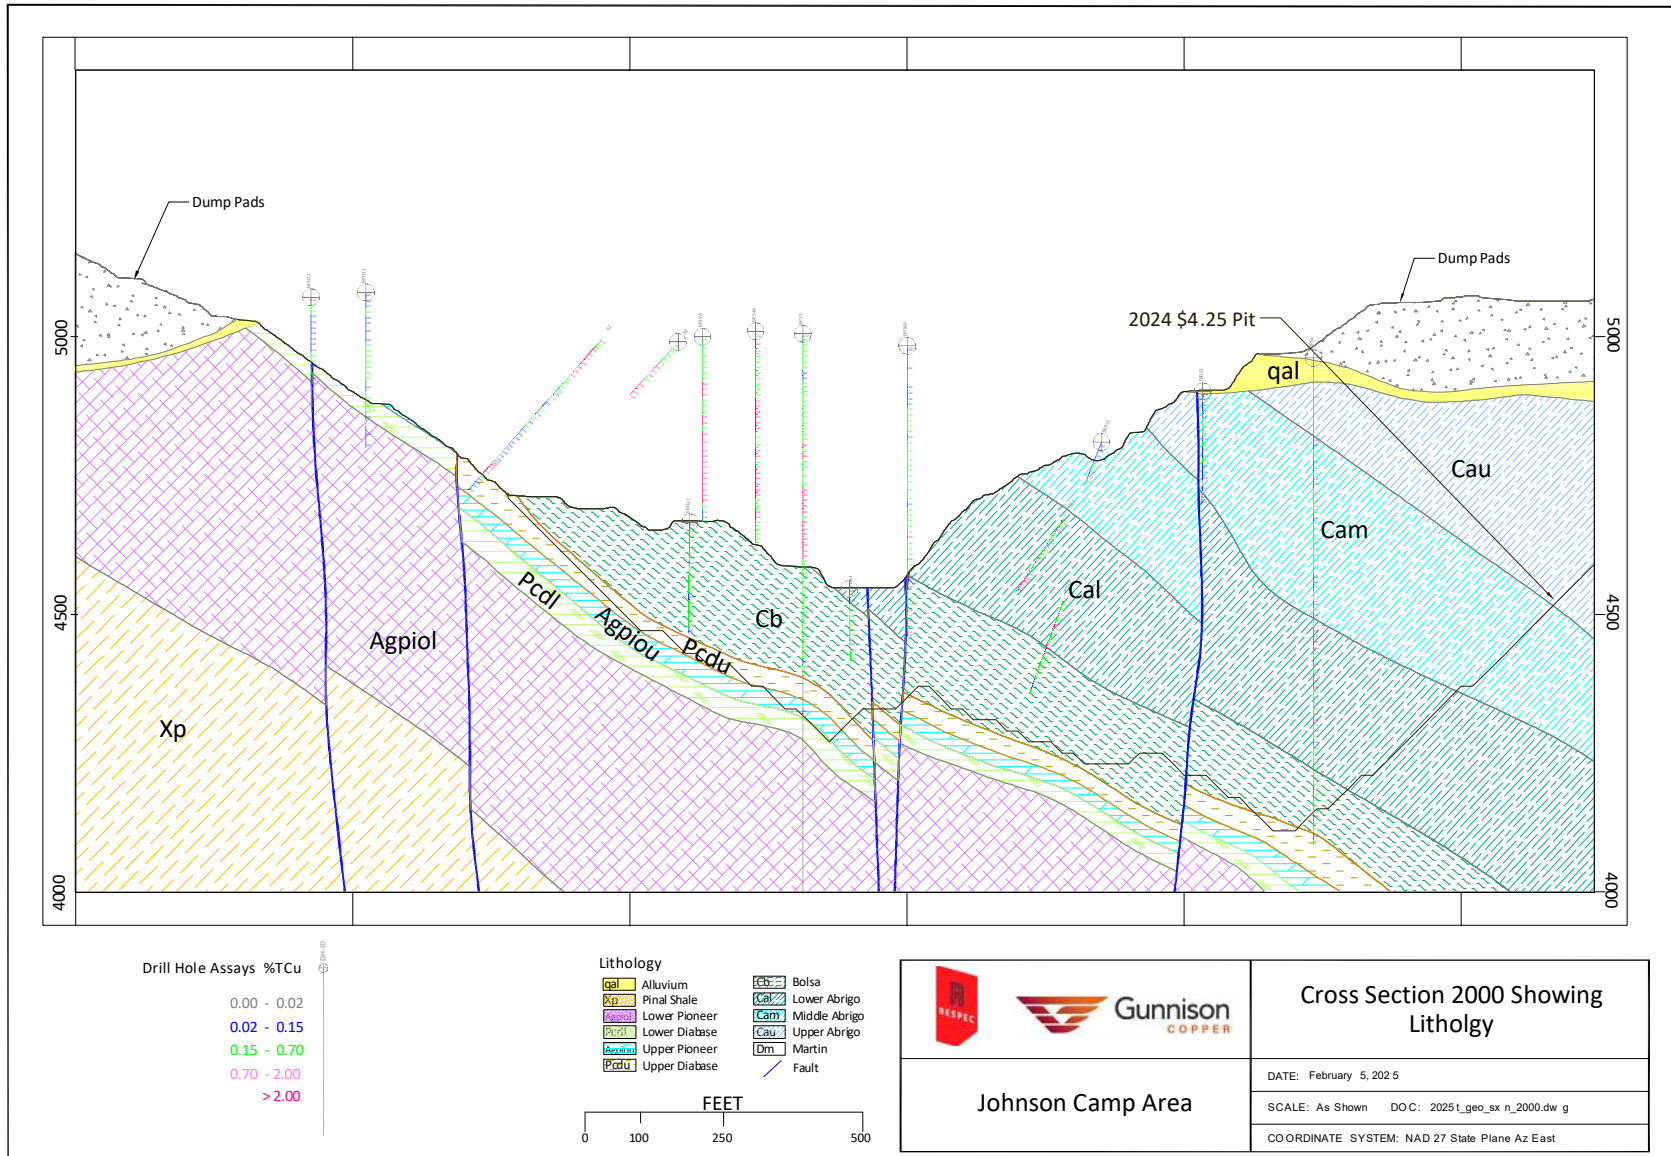 Dump Pads
Dump Pads
2024 $4.25 Pit
5000
5000
qal
Cau
Cam
Cal
Cb
Pcdl
Agpiou
Pcdu
Agpiol
Xp
4500
4500
4000
4000
Drill Hole Assays %TCu
DH-ID
0.00 - 0.02
0.02 - 0.15
0.15 - 0.70
0.70 - 2.00
> 2.00
Lithology
qal Alluvium
Xp Pinal Shale
Agpiol Lower Pioneer
Pcdl Lower Diabase
Agpiou Upper Pioneer
Pcdu Upper Diabase
Cb Bolsa
Cal Lower Abrigo
Cam Middle Abrigo
Cau Upper Abrigo
Dm Martin
Fault
FEET
0 100 250 500
RESPEC
Gunnison
COPPER
Johnson Camp Area
Cross Section 2000 Showing
Litholgy
DATE: February 5, 202 5
SCALE: As Shown DOC: 2025 t_geo_sx n_2000.dw g
COORDINATE SYSTEM: NAD 27 State Plane Az East